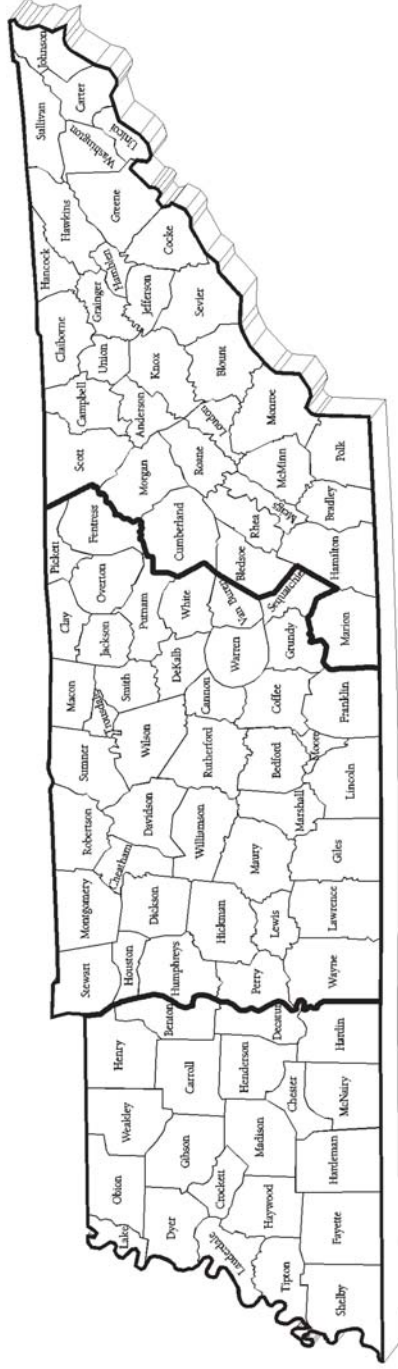 Lake
Obion
Weakley
Henry
Stewart
Montgomery
Robertson
Sumner
Macon
Clay
Pickett
Scott
Campbell
Claiborne
Hancock
Hawkins
Sullivan
Johnson
Trousdale
Jackson
Overton
Fentress
Union
Grainger
Hamblen
Greene
Washington
Carter
Unicoi
Dyer
Gibson
Carroll
Benton
Houston
Humphreys
Dickson
Cheatham
Davidson
Wilson
Smith
Putnam
Morgan
Anderson
Knox
Jefferson
Cocke
Lauderdale
Crockett
Madison
Henderson
Decatur
Perry
Hickman
Williamson
Rutherford
Cannon
DeKalb
White
Cumberland
Roane
Loudon
Blount
Sevier
Tipton
Haywood
Chester
Lewis
Maury
Marshall
Bedford
Coffee
Warren
Van Buren
Bledsoe
Rhea
Meigs
McMinn
Monroe
Grundy
Sequatchie
Shelby
Fayette
Hardeman
McNairy
Hardin
Wayne
Lawrence
Giles
Lincoln
Moore
Franklin
Marion
Hamilton
Bradley
Polk